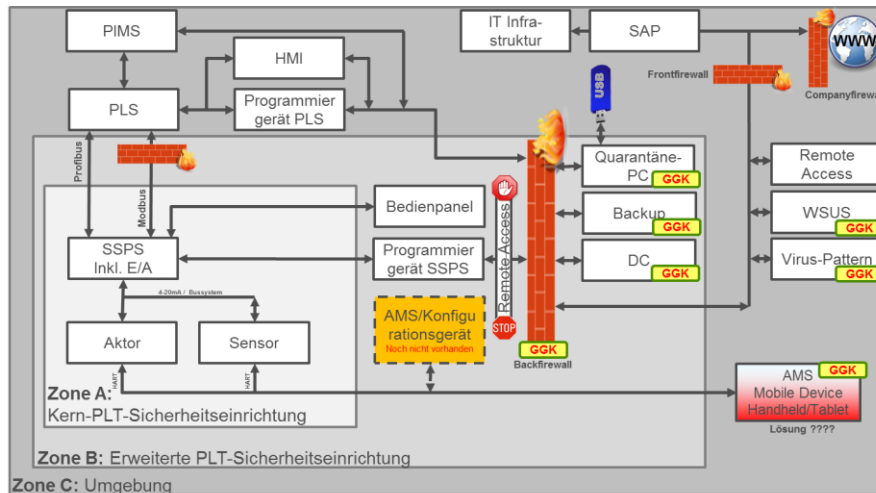 PIMS
HMI
PLS
Programmier
gerät PLS
IT Infra-
struktur
SAP
WWW
Frontfirewall
Companyfirewa
USB
Profibus
Modbus
Quarantäne-
PC
GGK
Backup
GGK
DC
GGK
Remote
Access
WSUS
GGK
Virus-Pattern
GGK
Bedienpanel
SSPS
Inkl. E/A
Programmier
gerät SSPS
Remote Access
STOP
4-20mA / Bussystem
Aktor
Sensor
AMS/Konfigu
rationsgerät
Noch nicht vorhanden
GGK
Backfirewall
HART
HART
GGK
AMS
Mobile Device
Handheld/Tablet
Lösung ????
Zone A:
Kern-PLT-Sicherheitseinrichtung
Zone B: Erweiterte PLT-Sicherheitseinrichtung
Zone C: Umgebung